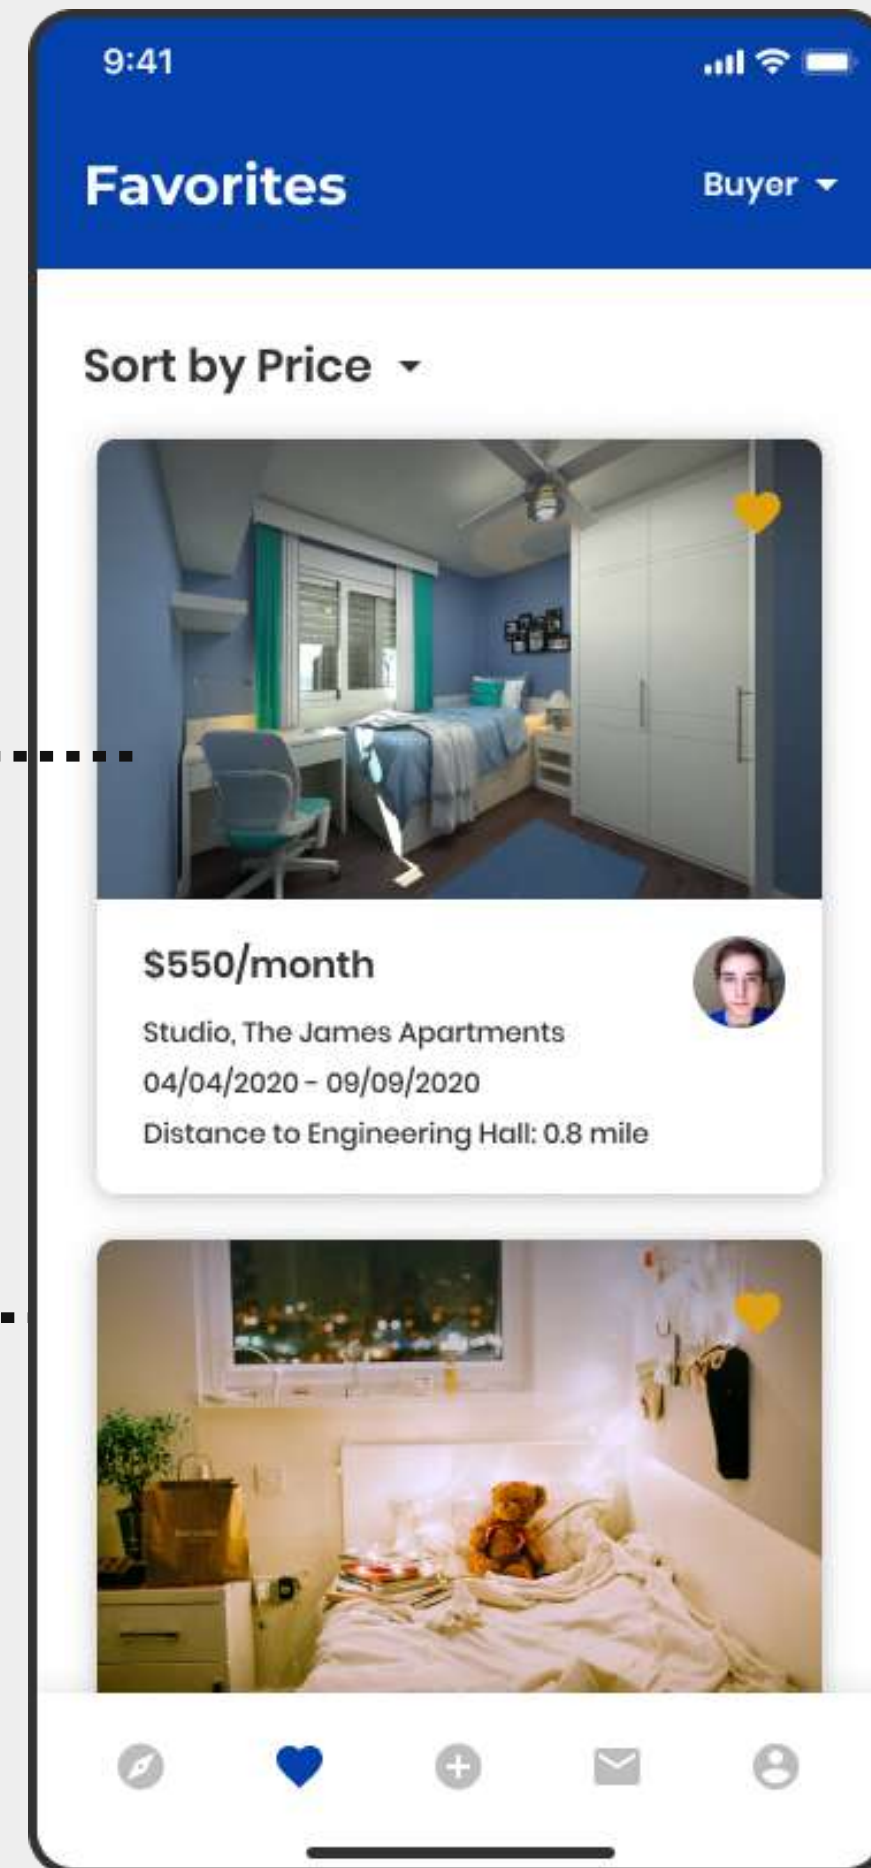 9:41
Favorites
Buyer
Sort by Price
$550/month
Studio, The James Apartments
04/04/2020 - 09/09/2020
Distance to Engineering Hall: 0.8 mile